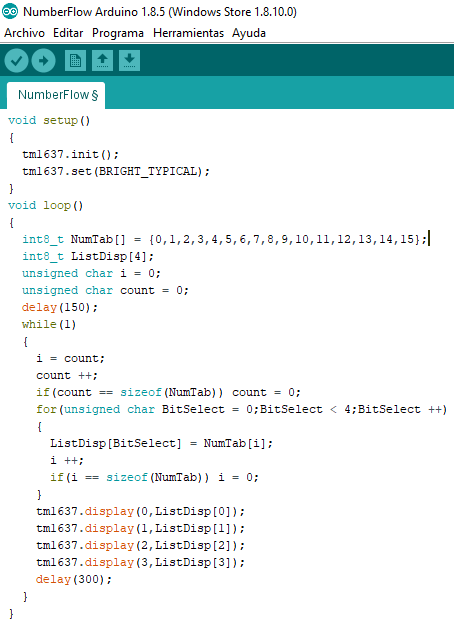 NumberFlow Arduino 1.8.5 (Windows Store 1.8.10.0)
Archivo Editar Programa Herramientas Ayuda
NumberFlow §
void setup()
{
  tm1637.init();
  tm1637.set(BRIGHT_TYPICAL);
}
void loop()
{
  int8_t NumTab[] = {0,1,2,3,4,5,6,7,8,9,10,11,12,13,14,15};
  int8_t ListDisp[4];
  unsigned char i = 0;
  unsigned char count = 0;
  delay(150);
  while(1)
  {
    i = count;
    count ++;
    if(count == sizeof(NumTab)) count = 0;
    for(unsigned char BitSelect = 0;BitSelect < 4;BitSelect ++)
    {
      ListDisp[BitSelect] = NumTab[i];
      i ++;
      if(i == sizeof(NumTab)) i = 0;
    }
    tm1637.display(0,ListDisp[0]);
    tm1637.display(1,ListDisp[1]);
    tm1637.display(2,ListDisp[2]);
    tm1637.display(3,ListDisp[3]);
    delay(300);
  }
}